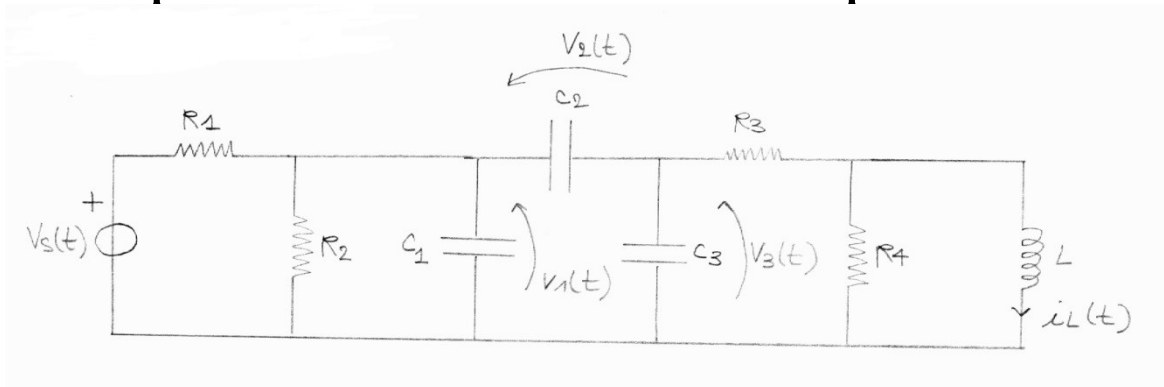 V2(t)
C2
R1
R3
+
Vs(t)
R2
C1
V1(t)
C3
V3(t)
R4
L
iL(t)